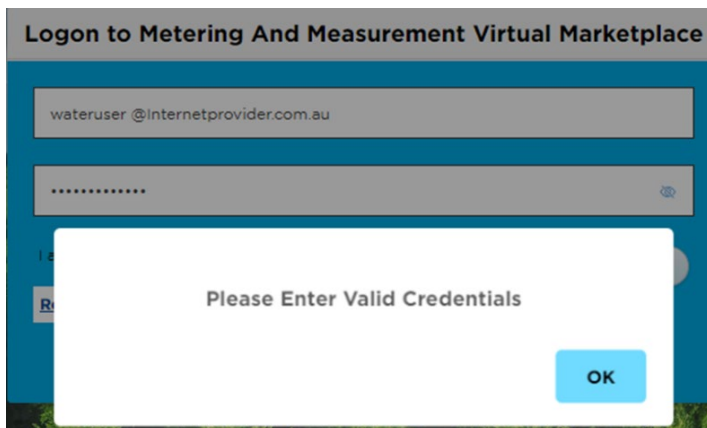 Logon to Metering And Measurement Virtual Marketplace
wateruser @Internetprovider.com.au
•••••••••••••
Please Enter Valid Credentials
OK